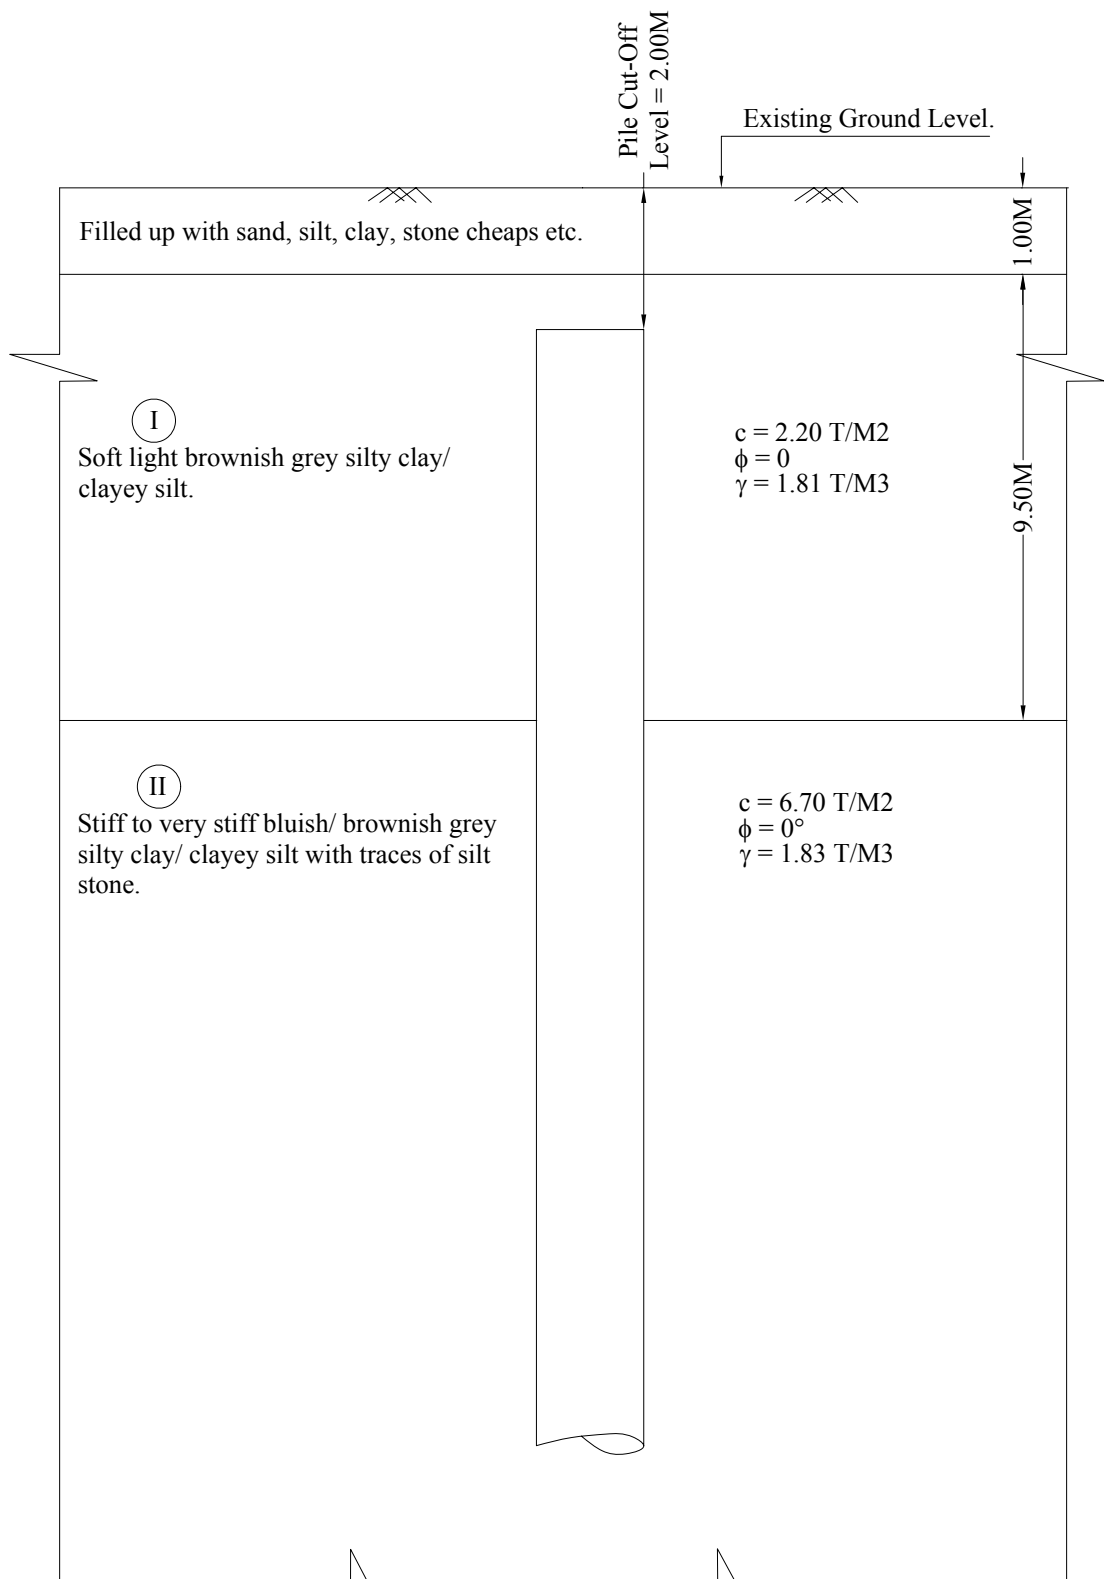 Pile Cut-Off
Level = 2.00M
Existing Ground Level.
Filled up with sand, silt, clay, stone cheaps etc.
1.00M
I
Soft light brownish grey silty clay/
clayey silt.
c = 2.20 T/M2
ϕ = 0
γ = 1.81 T/M3
9.50M
II
Stiff to very stiff bluish/ brownish grey
silty clay/ clayey silt with traces of silt
stone.
c = 6.70 T/M2
ϕ = 0°
γ = 1.83 T/M3